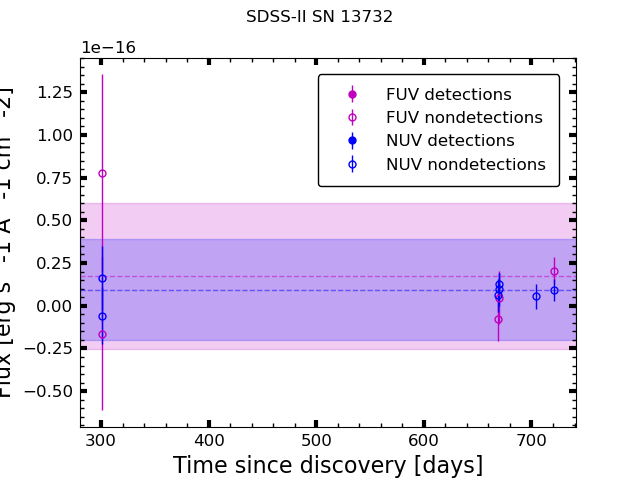 SDSS-II SN 13732
1e−16
FUV detections
FUV nondetections
NUV detections
NUV nondetections
1.25
1.00
0.75
0.50
0.25
0.00
−0.25
−0.50
Flux [erg s -1 A -1 cm -2]
300 400 500 600 700
Time since discovery [days]